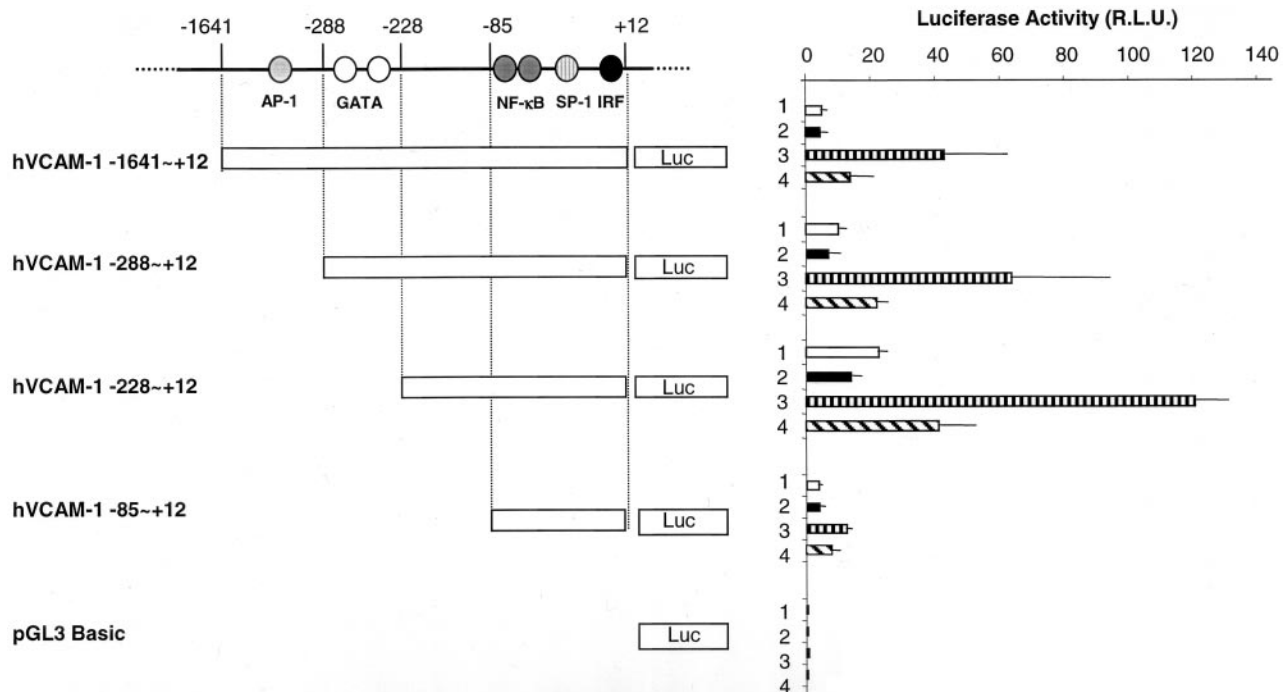 Luciferase Activity (R.L.U.)
-1641 -288 -228 -85 +12
0 20 40 60 80 100 120 140
AP-1 GATA NF-κB SP-1 IRF
hVCAM-1 -1641~+12 Luc
1
2
3
4
hVCAM-1 -288~+12 Luc
1
2
3
4
hVCAM-1 -228~+12 Luc
1
2
3
4
hVCAM-1 -85~+12 Luc
1
2
3
4
pGL3 Basic Luc
1
2
3
4